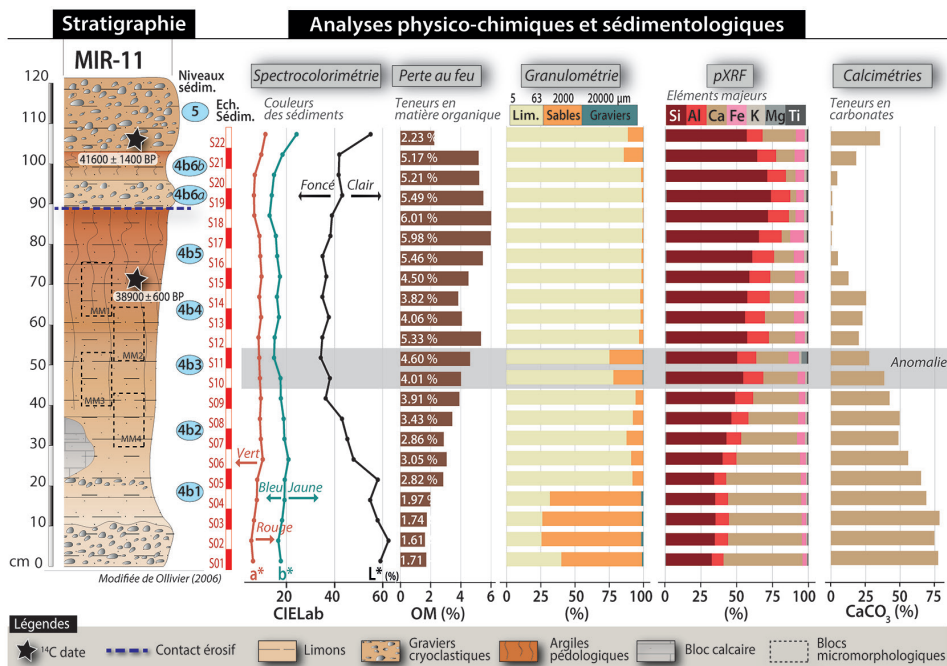 Stratigraphie
Analyses physico-chimiques et sédimentologiques
MIR-11
Niveaux sédim.
Ech. Sédim.
Spectrocolorimétrie
Couleurs des sédiments
Perte au feu
Teneurs en matière organique
Granulométrie
5 63 2000 20000 µm
Lim. Sables Graviers
pXRF
Eléments majeurs
Si Al Ca Fe K Mg Ti
Calcimétries
Teneurs en carbonates
120
110
100
90
80
70
60
50
40
30
20
10
cm 0
41600 ± 1400 BP
38900 ± 600 BP
MM1
MM2
MM3
MM4
5
4b6b
4b6a
4b5
4b4
4b3
4b2
4b1
S22
S21
S20
S19
S18
S17
S16
S15
S14
S13
S12
S11
S10
S09
S08
S07
S06
S05
S04
S03
S02
S01
Foncé Clair
Vert
Bleu Jaune
Rouge
a* b* L* (%)
2.23 %
5.17 %
5.21 %
5.49 %
6.01 %
5.98 %
5.46 %
4.50 %
3.82 %
4.06 %
5.33 %
4.60 %
4.01 %
3.91 %
3.43 %
2.86 %
3.05 %
2.82 %
1.97 %
1.74
1.61
1.71
Anomalie
Modifiée de Ollivier (2006)
20 40 60
CIELab
0 2 4 6
OM (%)
0 25 50 75 100
(%)
0 25 50 75 100
(%)
0 25 50 75
CaCO3 (%)
Légendes
14C date
Contact érosif
Limons
Graviers cryoclastiques
Argiles pédologiques
Bloc calcaire
Blocs micromorphologiques